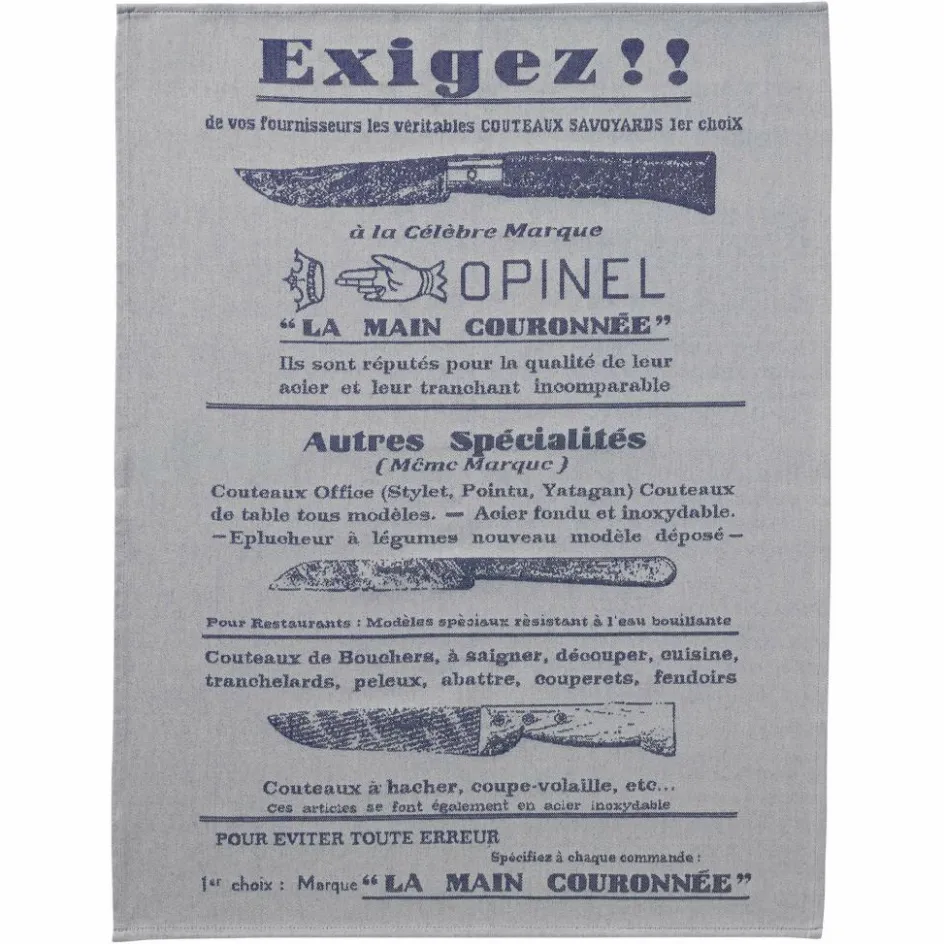 Exigez!!
de vos fournisseurs les véritables COUTEAUX SAVOYARDS 1er choiX
à la Célèbre Marque
OPINEL
“LA MAIN COURONNÉE”
Ils sont réputés pour la qualité de leur
acier et leur tranchant incomparable
Autres Spécialités
(Même Marque)
Couteaux Office (Stylet, Pointu, Yatagan) Couteaux
de table tous modèles. — Acier fondu et inoxydable.
—Eplucheur à légumes nouveau modèle déposé—
Pour Restaurants : Modèles spèciaux rèsistant à l'eau bouillante
Couteaux de Bouchers, à saigner, découper, cuisine,
tranchelards, peleux, abattre, couperets, fendoirs
Couteaux à hacher, coupe-volaille, etc...
Ces articles se font également en acier inoxydable
POUR EVITER TOUTE ERREUR
Spécifiez à chaque commande :
1er choix : Marque “LA MAIN COURONNÉE”